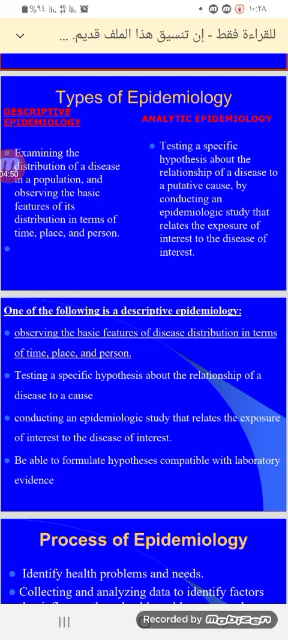 ١٠:٢٨
%٩٤
للقراءة فقط - إن تنسيق هذا الملف قديم. ...
Types of Epidemiology
DESCRIPTIVE
EPIDEMIOLOGY
Examining the
distribution of a disease
in a population, and
observing the basic
features of its
distribution in terms of
time, place, and person.
ANALYTIC EPIDEMIOLOGY
Testing a specific
hypothesis about the
relationship of a disease to
a putative cause, by
conducting an
epidemiologic study that
relates the exposure of
interest to the disease of
interest.
04:50
One of the following is a descriptive epidemiology:
observing the basic features of disease distribution in terms
of time, place, and person.
Testing a specific hypothesis about the relationship of a
disease to a cause
conducting an epidemiologic study that relates the exposure
of interest to the disease of interest.
Be able to formulate hypotheses compatible with laboratory
evidence
Process of Epidemiology
Identify health problems and needs.
Collecting and analyzing data to identify factors
Recorded by mobizen